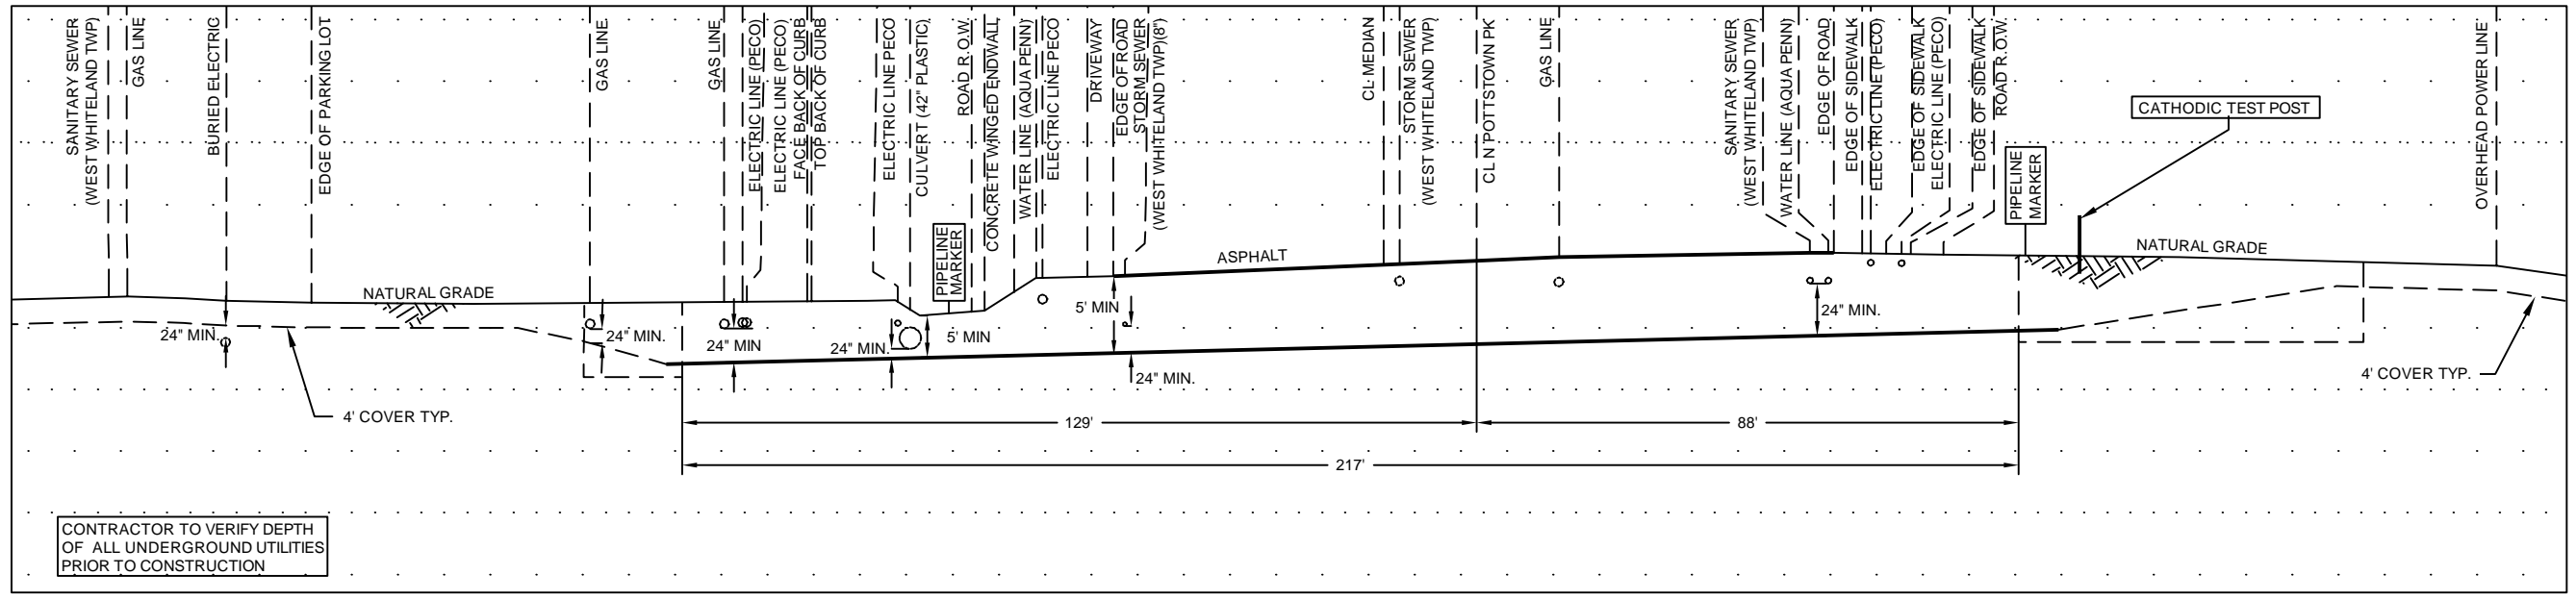 SANITARY SEWER
(WEST WHITELAND TWP)
GAS LINE
BURIED ELECTRIC
EDGE OF PARKING LOT
GAS LINE
GAS LINE
ELECTRIC LINE (PECO)
ELECTRIC LINE (PECO)
FACE BACK OF CURB
TOP BACK OF CURB
ELECTRIC LINE PECO
CULVERT (42" PLASTIC)
ROAD R.O.W.
CONCRETE WINGED ENDWALL
WATER LINE (AQUA PENN)
ELECTRIC LINE PECO
DRIVEWAY
EDGE OF ROAD
STORM SEWER
(WEST WHITELAND TWP)(8")
CL MEDIAN
STORM SEWER
(WEST WHITELAND TWP)
CL N POTTSTOWN PK
GAS LINE
SANITARY SEWER
(WEST WHITELAND TWP)
WATER LINE (AQUA PENN)
EDGE OF ROAD
EDGE OF SIDEWALK
ELECTRIC LINE (PECO)
EDGE OF SIDEWALK
ELECTRIC LINE (PECO)
EDGE OF SIDEWALK
ROAD R.O.W.
PIPELINE
MARKER
CATHODIC TEST POST
OVERHEAD POWER LINE
NATURAL GRADE
PIPELINE
MARKER
ASPHALT
NATURAL GRADE
24" MIN.
24" MIN.
24" MIN
24" MIN.
5' MIN
5' MIN
24" MIN.
24" MIN.
4' COVER TYP.
4' COVER TYP.
129'
88'
217'
CONTRACTOR TO VERIFY DEPTH
OF ALL UNDERGROUND UTILITIES
PRIOR TO CONSTRUCTION